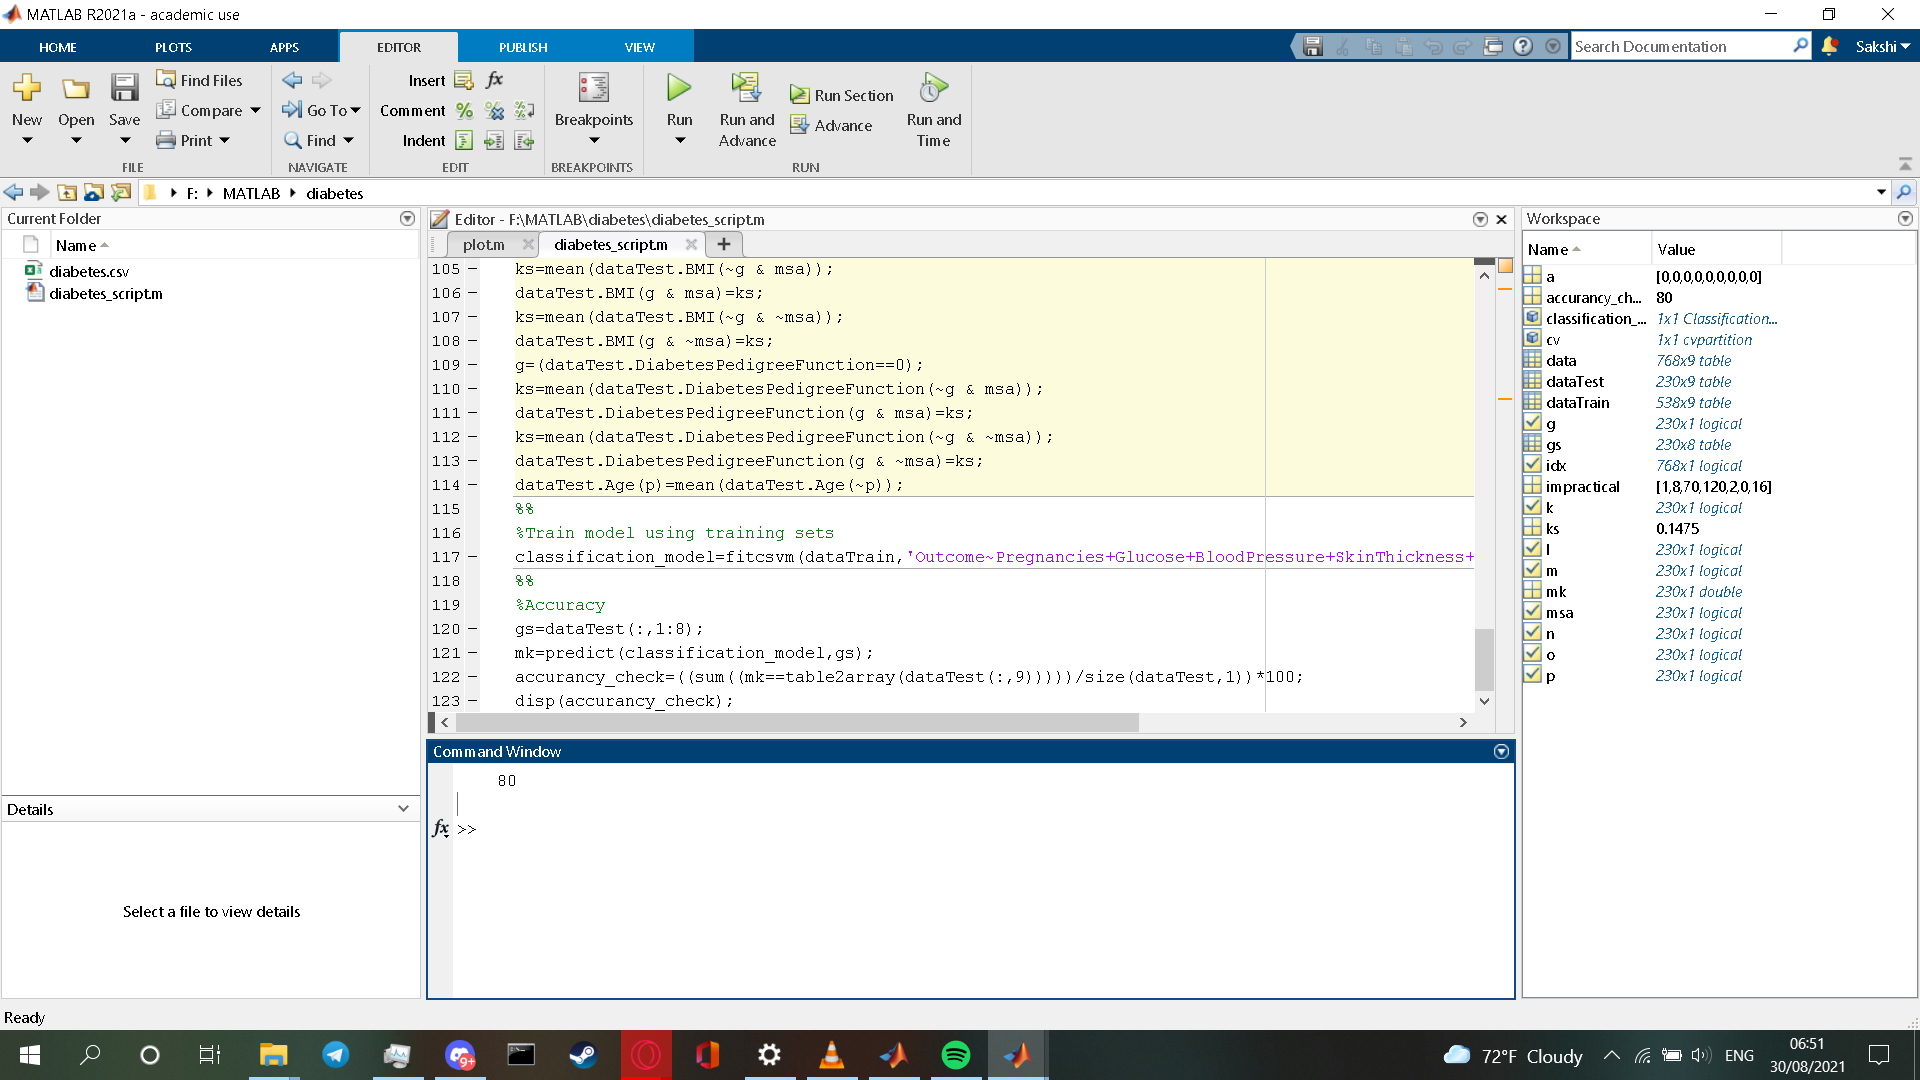 MATLAB R2021a - academic use
HOME PLOTS APPS EDITOR PUBLISH VIEW
Search Documentation
Sakshi
New
Open
Save
Find Files
Compare
Print
FILE
Go To
Find
NAVIGATE
Insert
fx
Comment
Indent
EDIT
Breakpoints
BREAKPOINTS
Run
Run and Advance
Run Section
Advance
Run and Time
RUN
F: MATLAB diabetes
Current Folder
Name
diabetes.csv
diabetes_script.m
Details
Select a file to view details
Editor - F:\MATLAB\diabetes\diabetes_script.m
plot.m diabetes_script.m +
105 – ks=mean(dataTest.BMI(~g & msa));
106 – dataTest.BMI(g & msa)=ks;
107 – ks=mean(dataTest.BMI(~g & ~msa));
108 – dataTest.BMI(g & ~msa)=ks;
109 – g=(dataTest.DiabetesPedigreeFunction==0);
110 – ks=mean(dataTest.DiabetesPedigreeFunction(~g & msa));
111 – dataTest.DiabetesPedigreeFunction(g & msa)=ks;
112 – ks=mean(dataTest.DiabetesPedigreeFunction(~g & ~msa));
113 – dataTest.DiabetesPedigreeFunction(g & ~msa)=ks;
114 – dataTest.Age(p)=mean(dataTest.Age(~p));
115 %%
116 %Train model using training sets
117 – classification_model=fitcsvm(dataTrain,'Outcome~Pregnancies+Glucose+BloodPressure+SkinThickness+
118 %%
119 %Accuracy
120 – gs=dataTest(:,1:8);
121 – mk=predict(classification_model,gs);
122 – accurancy_check=((sum((mk==table2array(dataTest(:,9)))))/size(dataTest,1))*100;
123 – disp(accurancy_check);
Command Window
80
fx >>
Workspace
Name Value
a [0,0,0,0,0,0,0,0,0]
accurancy_ch... 80
classification_... 1x1 Classification...
cv 1x1 cvpartition
data 768x9 table
dataTest 230x9 table
dataTrain 538x9 table
g 230x1 logical
gs 230x8 table
idx 768x1 logical
impractical [1,8,70,120,2,0,16]
k 230x1 logical
ks 0.1475
l 230x1 logical
m 230x1 logical
mk 230x1 double
msa 230x1 logical
n 230x1 logical
o 230x1 logical
p 230x1 logical
Ready
9+
72°F Cloudy
ENG
06:51
30/08/2021